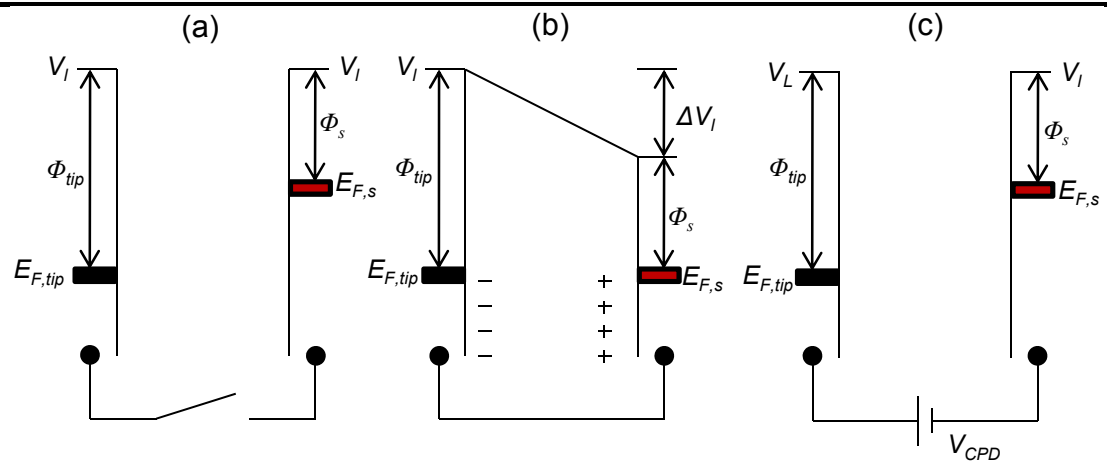 (a) (b) (c)
V_l V_l V_l V_L V_l
Φ_s ΔV_l Φ_s
Φ_tip Φ_tip Φ_tip
E_F,s Φ_s E_F,s
E_F,tip E_F,tip − + E_F,s E_F,tip
− +
− +
− +
V_CPD